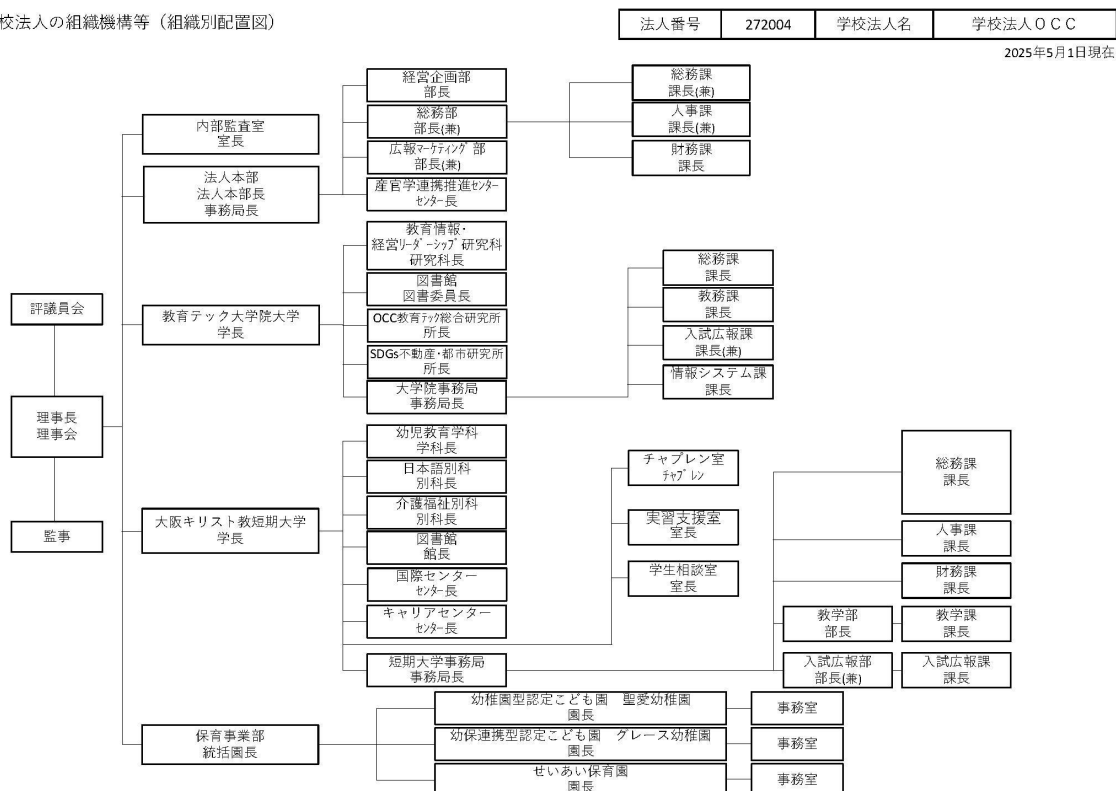 校法人の組織機構等（組織別配置図）
法人番号 272004 学校法人名 学校法人ＯＣＣ
2025年5月1日現在
評議員会
理事長
理事会
監事
内部監査室
室長
法人本部
法人本部長
事務局長
経営企画部
部長
総務部
部長(兼)
広報ﾏｰｹﾃｨﾝｸﾞ部
部長(兼)
産官学連携推進ｾﾝﾀｰ
ｾﾝﾀｰ長
総務課
課長(兼)
人事課
課長(兼)
財務課
課長
教育テック大学院大学
学長
教育情報・
経営ﾘｰﾀﾞｰｼｯﾌﾟ研究科
研究科長
図書館
図書委員長
OCC教育ﾃｯｸ総合研究所
所長
SDGs不動産・都市研究所
所長
大学院事務局
事務局長
総務課
課長
教務課
課長
入試広報課
課長(兼)
情報システム課
課長
大阪キリスト教短期大学
学長
幼児教育学科
学科長
日本語別科
別科長
介護福祉別科
別科長
図書館
館長
国際センター
ｾﾝﾀｰ長
キャリアセンター
ｾﾝﾀｰ長
短期大学事務局
事務局長
チャプレン室
ﾁｬﾌﾟﾚﾝ
実習支援室
室長
学生相談室
室長
総務課
課長
人事課
課長
財務課
課長
教学部
部長
教学課
課長
入試広報部
部長(兼)
入試広報課
課長
保育事業部
統括園長
幼稚園型認定こども園　聖愛幼稚園
園長
事務室
幼保連携型認定こども園　グレース幼稚園
園長
事務室
せいあい保育園
園長
事務室